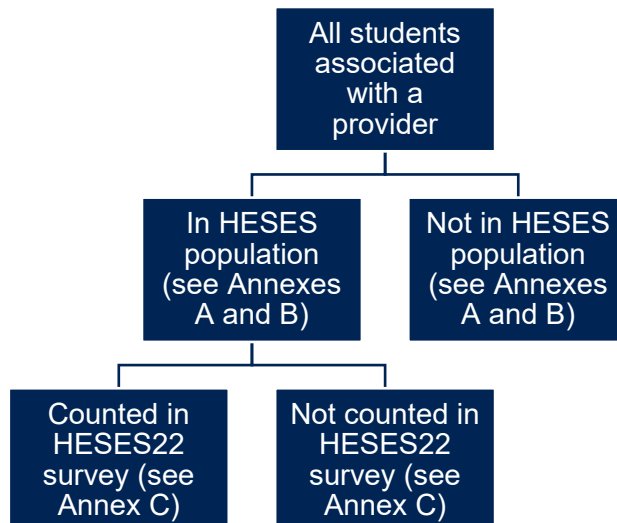 All students
associated
with a
provider
In HESES
population
(see Annexes
A and B)
Not in HESES
population
(see Annexes
A and B)
Counted in
HESES22
survey (see
Annex C)
Not counted in
HESES22
survey (see
Annex C)